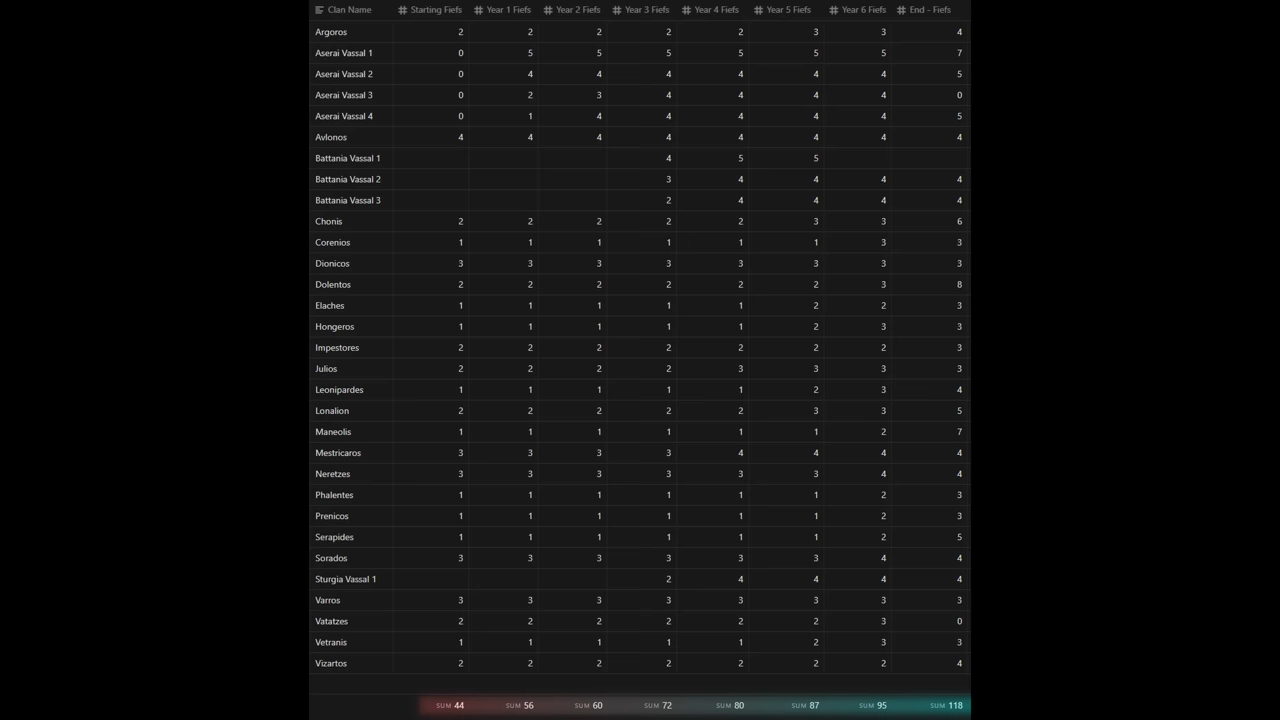 Clan Name Starting Fiefs Year 1 Fiefs Year 2 Fiefs Year 3 Fiefs Year 4 Fiefs Year 5 Fiefs Year 6 Fiefs End - Fiefs
Argoros 2 2 2 2 2 3 3 4
Aserai Vassal 1 0 5 5 5 5 5 5 7
Aserai Vassal 2 0 4 4 4 4 4 4 5
Aserai Vassal 3 0 2 3 4 4 4 4 0
Aserai Vassal 4 0 1 4 4 4 4 4 5
Avlonos 4 4 4 4 4 4 4 4
Battania Vassal 1 4 5 5
Battania Vassal 2 3 4 4 4 4
Battania Vassal 3 2 4 4 4 4
Chonis 2 2 2 2 2 3 3 6
Corenios 1 1 1 1 1 1 3 3
Dionicos 3 3 3 3 3 3 3 3
Dolentos 2 2 2 2 2 2 3 8
Elaches 1 1 1 1 1 2 2 3
Hongeros 1 1 1 1 1 2 3 3
Impestores 2 2 2 2 2 2 2 3
Julios 2 2 2 2 3 3 3 3
Leonipardes 1 1 1 1 1 2 3 4
Lonalion 2 2 2 2 2 3 3 5
Maneolis 1 1 1 1 1 1 2 7
Mestricaros 3 3 3 3 4 4 4 4
Neretzes 3 3 3 3 3 3 4 4
Phalentes 1 1 1 1 1 1 2 3
Prenicos 1 1 1 1 1 1 2 3
Serapides 1 1 1 1 1 1 2 5
Sorados 3 3 3 3 3 3 4 4
Sturgia Vassal 1 2 4 4 4 4
Varros 3 3 3 3 3 3 3 3
Vatatzes 2 2 2 2 2 2 3 0
Vetranis 1 1 1 1 1 2 3 3
Vizartos 2 2 2 2 2 2 2 4
SUM 44 SUM 56 SUM 60 SUM 72 SUM 80 SUM 87 SUM 95 SUM 118